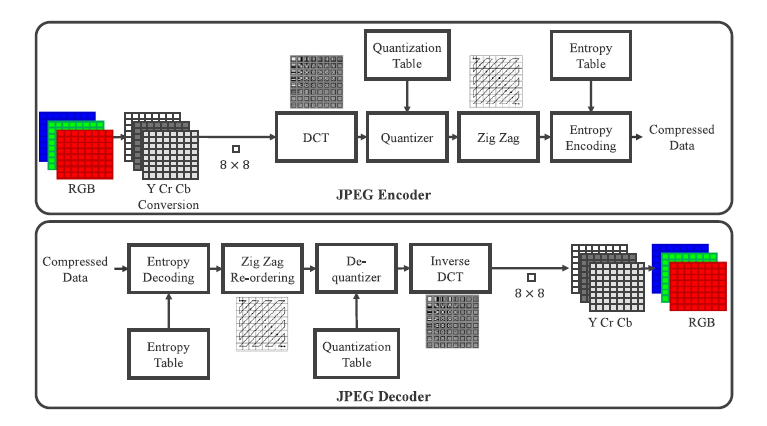 Quantization
Table
Entropy
Table
DCT
Quantizer
Zig Zag
Entropy
Encoding
Compressed
Data
8 × 8
RGB
Y Cr Cb
Conversion
JPEG Encoder
Compressed
Data
Entropy
Decoding
Zig Zag
Re-ordering
De-
quantizer
Inverse
DCT
8 × 8
Y Cr Cb
RGB
Entropy
Table
Quantization
Table
JPEG Decoder